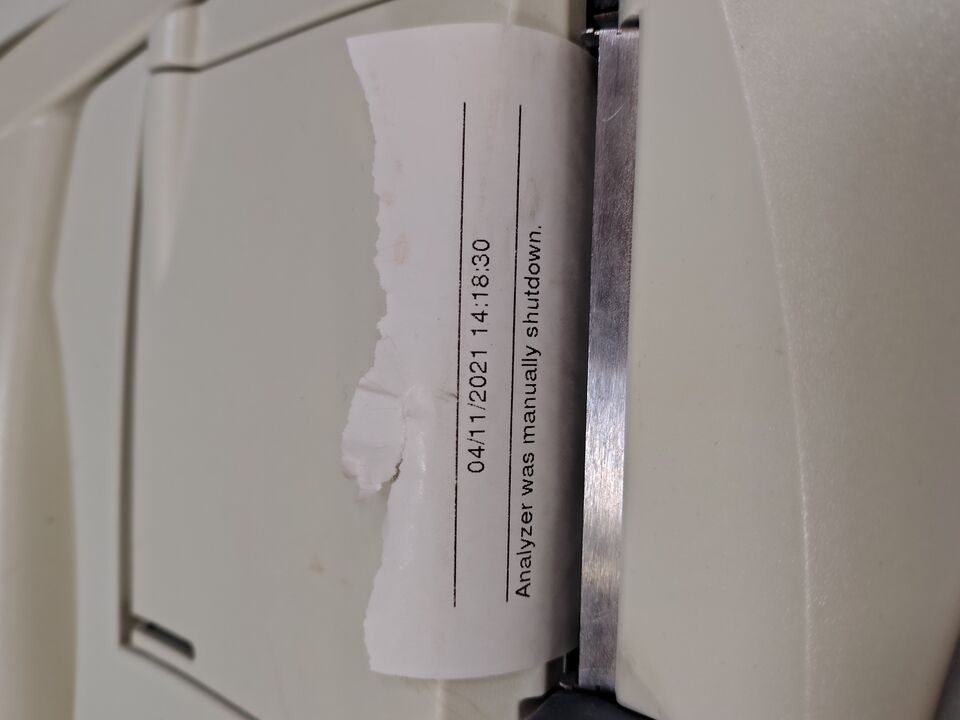 04/11/2021 14:18:30
Analyzer was manually shutdown.